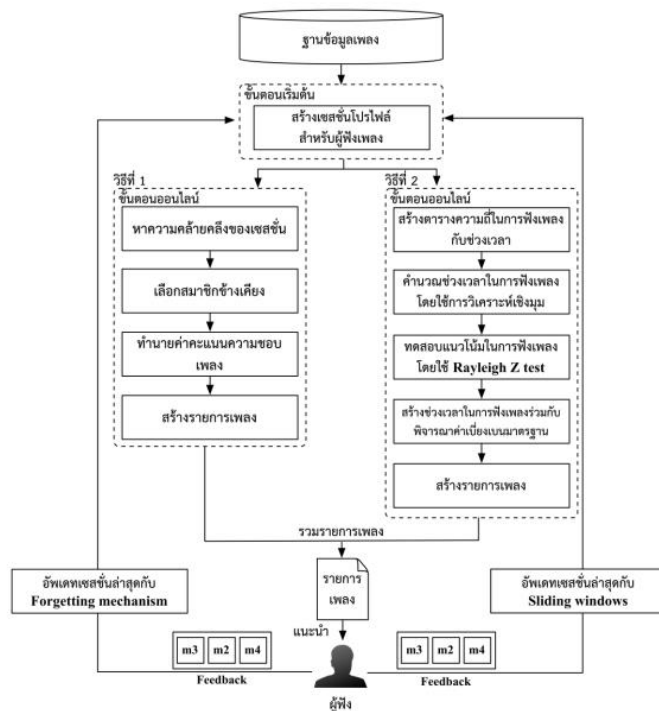 ฐานข้อมูลเพลง
ขั้นตอนเริ่มต้น
สร้างเซสชั่นโปรไฟล์
สำหรับผู้ฟังเพลง
วิธีที่ 1
ขั้นตอนออนไลน์
หาความคล้ายคลึงของเซสชั่น
เลือกสมาชิกข้างเคียง
ทำนายค่าคะแนนความชอบ
เพลง
สร้างรายการเพลง
วิธีที่ 2
ขั้นตอนออนไลน์
สร้างตารางความถี่ในการฟังเพลง
กับช่วงเวลา
คำนวณช่วงเวลาในการฟังเพลง
โดยใช้การวิเคราะห์เชิงมุม
ทดสอบแนวโน้มในการฟังเพลง
โดยใช้ Rayleigh Z test
สร้างช่วงเวลาในการฟังเพลงร่วมกับ
พิจารณาค่าเบี่ยงเบนมาตรฐาน
สร้างรายการเพลง
รวมรายการเพลง
อัพเดทเซสชั่นล่าสุดกับ
Forgetting mechanism
รายการ
เพลง
อัพเดทเซสชั่นล่าสุดกับ
Sliding windows
แนะนำ
m3 m2 m4
Feedback
m3 m2 m4
Feedback
ผู้ฟัง